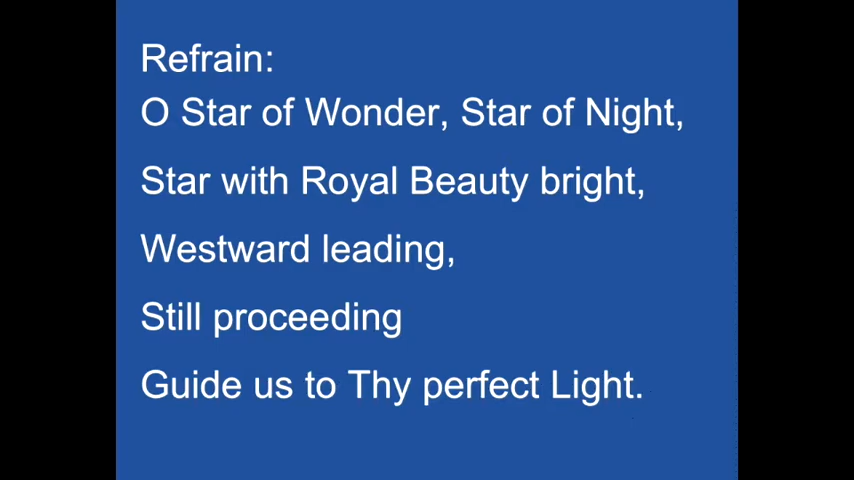 Refrain:
O Star of Wonder, Star of Night,
Star with Royal Beauty bright,
Westward leading,
Still proceeding
Guide us to Thy perfect Light.